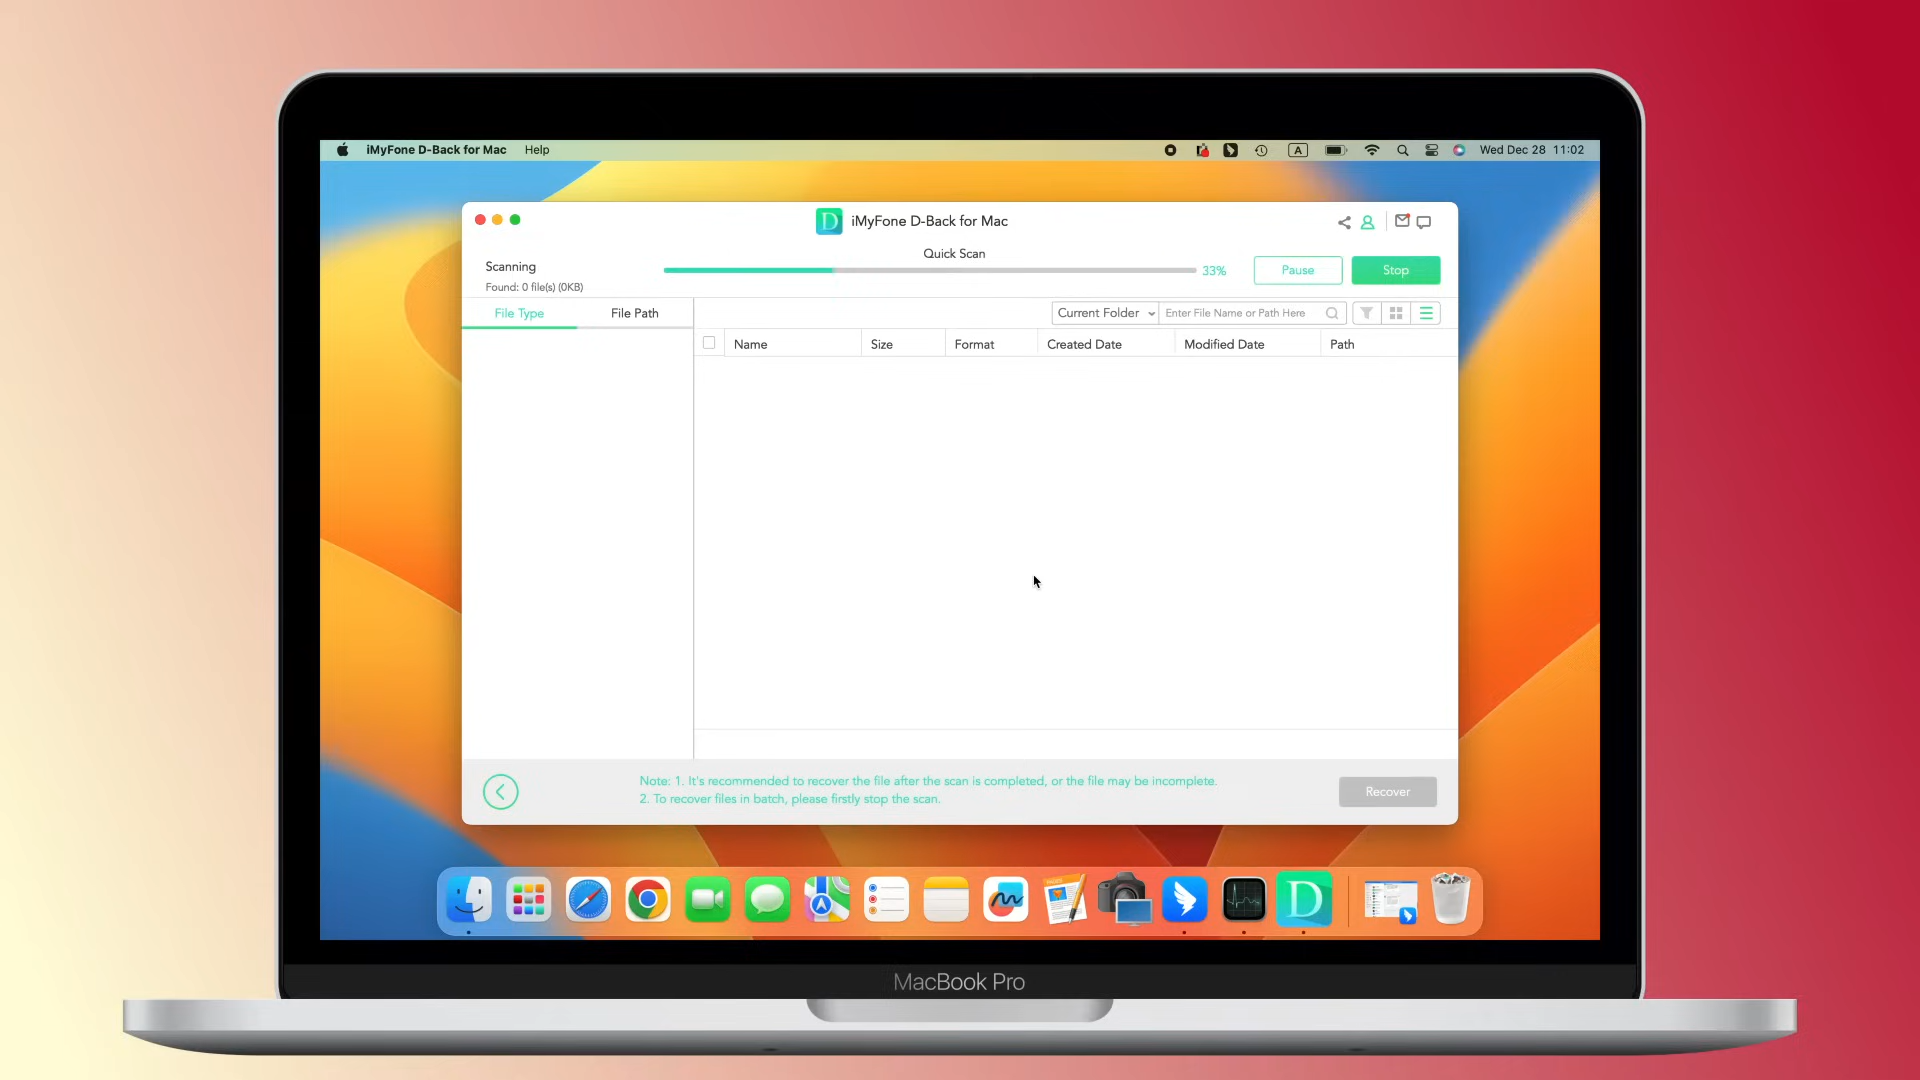 iMyFone D-Back for Mac Help
A
Wed Dec 28 11:02
D iMyFone D-Back for Mac
Quick Scan
Scanning
33%
Pause
Stop
Found: 0 file(s) (0KB)
File Type
File Path
Current Folder
Enter File Name or Path Here
Name
Size
Format
Created Date
Modified Date
Path
Note: 1. It's recommended to recover the file after the scan is completed, or the file may be incomplete.
2. To recover files in batch, please firstly stop the scan.
Recover
D
MacBook Pro